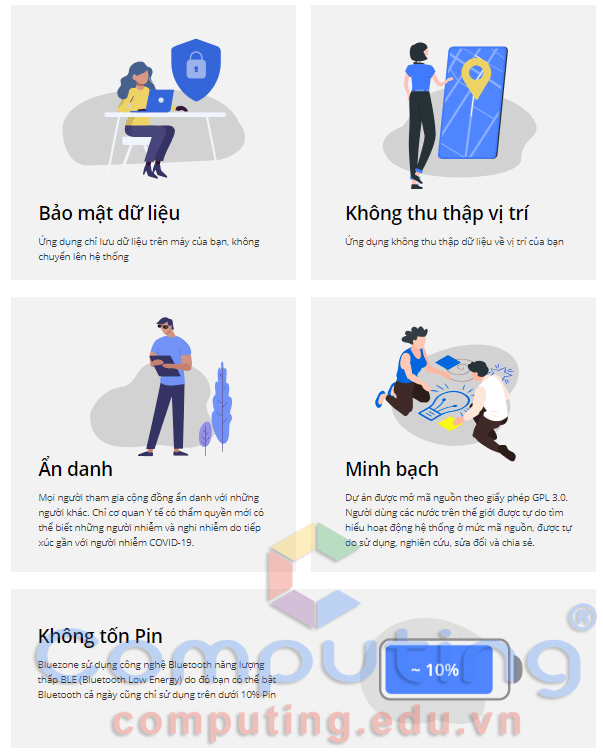 Bảo mật dữ liệu
Ứng dụng chỉ lưu dữ liệu trên máy của bạn, không
chuyển lên hệ thống
Không thu thập vị trí
Ứng dụng không thu thập dữ liệu về vị trí của bạn
Ẩn danh
Mọi người tham gia cộng đồng ẩn danh với những
người khác. Chỉ cơ quan Y tế có thẩm quyền mới có
thể biết những người nhiễm và nghi nhiễm do tiếp
xúc gần với người nhiễm COVID-19.
Minh bạch
Dự án được mở mã nguồn theo giấy phép GPL 3.0.
Người dùng các nước trên thế giới được tự do tìm
hiểu hoạt động hệ thống ở mức mã nguồn, được tự
do sử dụng, nghiên cứu, sửa đổi và chia sẻ.
Không tốn Pin
Bluezone sử dụng công nghệ Bluetooth năng lượng
thấp BLE (Bluetooth Low Energy) do đó bạn có thể bật
Bluetooth cả ngày cũng chỉ sử dụng trên dưới 10% Pin
~ 10%
Computing®
computing.edu.vn